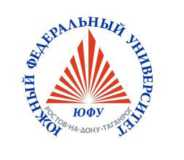 ЮЖНЫЙ ФЕДЕРАЛЬНЫЙ УНИВЕРСИТЕТ
ЮФУ
РОСТОВ-НА-ДОНУ-ТАГАНРОГ